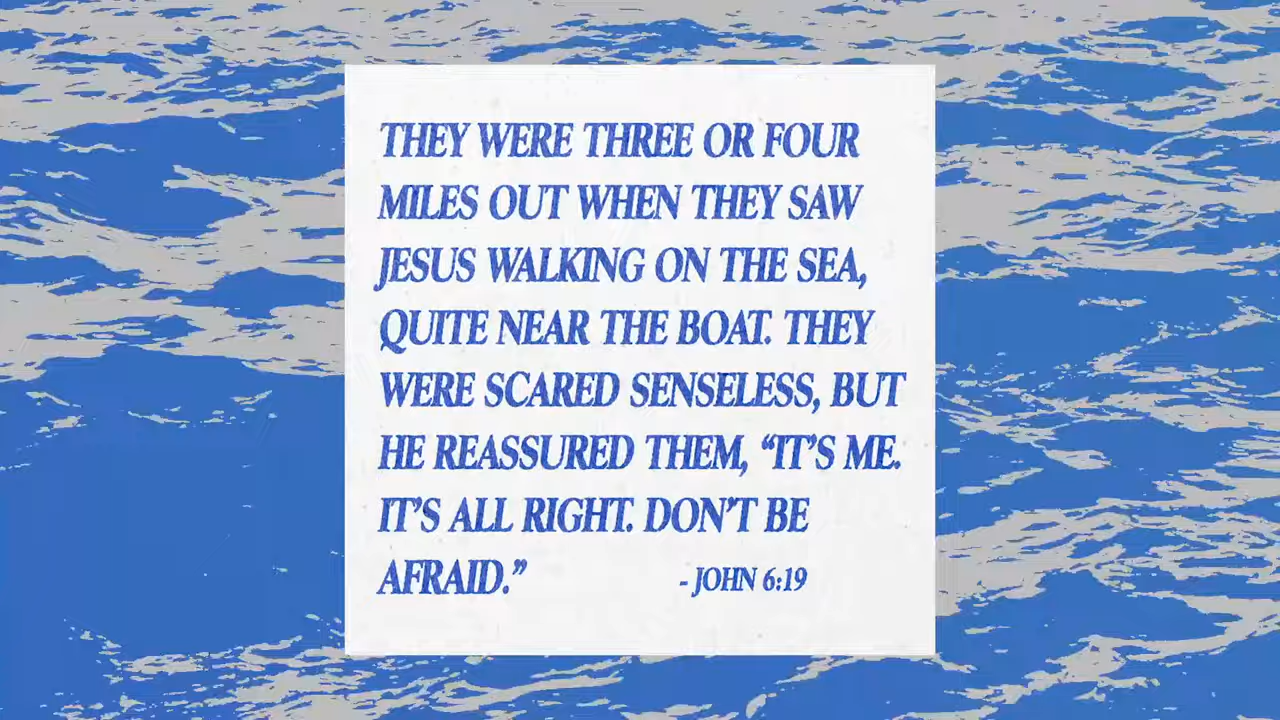 THEY WERE THREE OR FOUR
MILES OUT WHEN THEY SAW
JESUS WALKING ON THE SEA,
QUITE NEAR THE BOAT. THEY
WERE SCARED SENSELESS, BUT
HE REASSURED THEM, “IT’S ME.
IT’S ALL RIGHT. DON’T BE
AFRAID.”
- JOHN 6:19